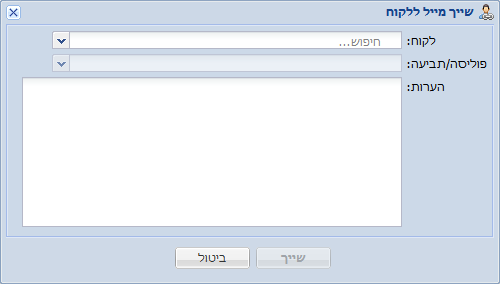 שייך מייל ללקוח
לקוח:
חיפוש...
פוליסה/תביעה:
הערות:
שייך
ביטול